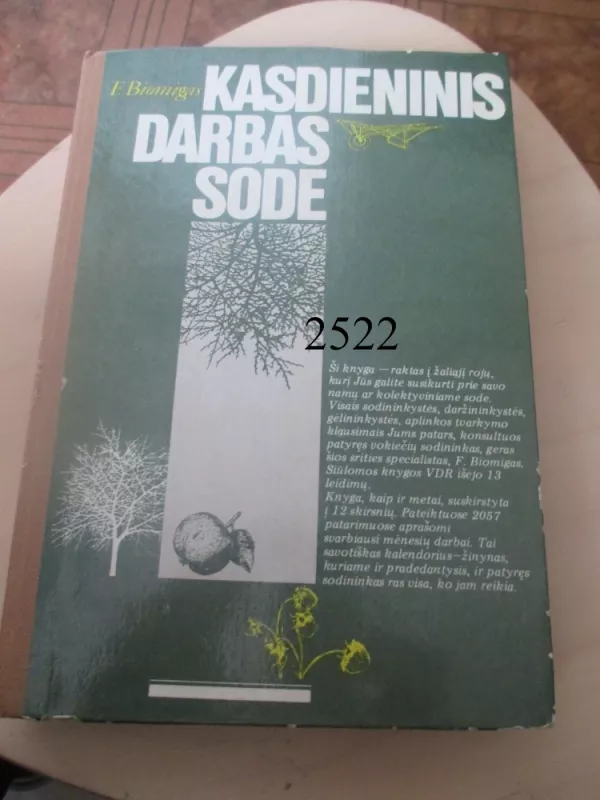 F. Biomigas KASDIENINIS
DARBAS
SODE
2522
Ši knyga — raktas į žaliąjį rojų,
kurį Jūs galite susikurti prie savo
namų ar kolektyviniame sode.
Visais sodininkystės, daržininkystės,
gėlininkystės, aplinkos tvarkymo
klausimais Jums patars, konsultuos
patyręs vokiečių sodininkas, geras
šios srities specialistas, F. Biomigas.
Siūlomos knygos VDR išėjo 13
leidimų.
Knyga, kaip ir metai, suskirstyta
į 12 skirsnių. Pateiktuose 2057
patarimuose aprašomi
svarbiausi mėnesių darbai. Tai
savotiškas kalendorius—žinynas,
kuriame ir pradedantysis, ir patyręs
sodininkas ras visa, ko jam reikia.